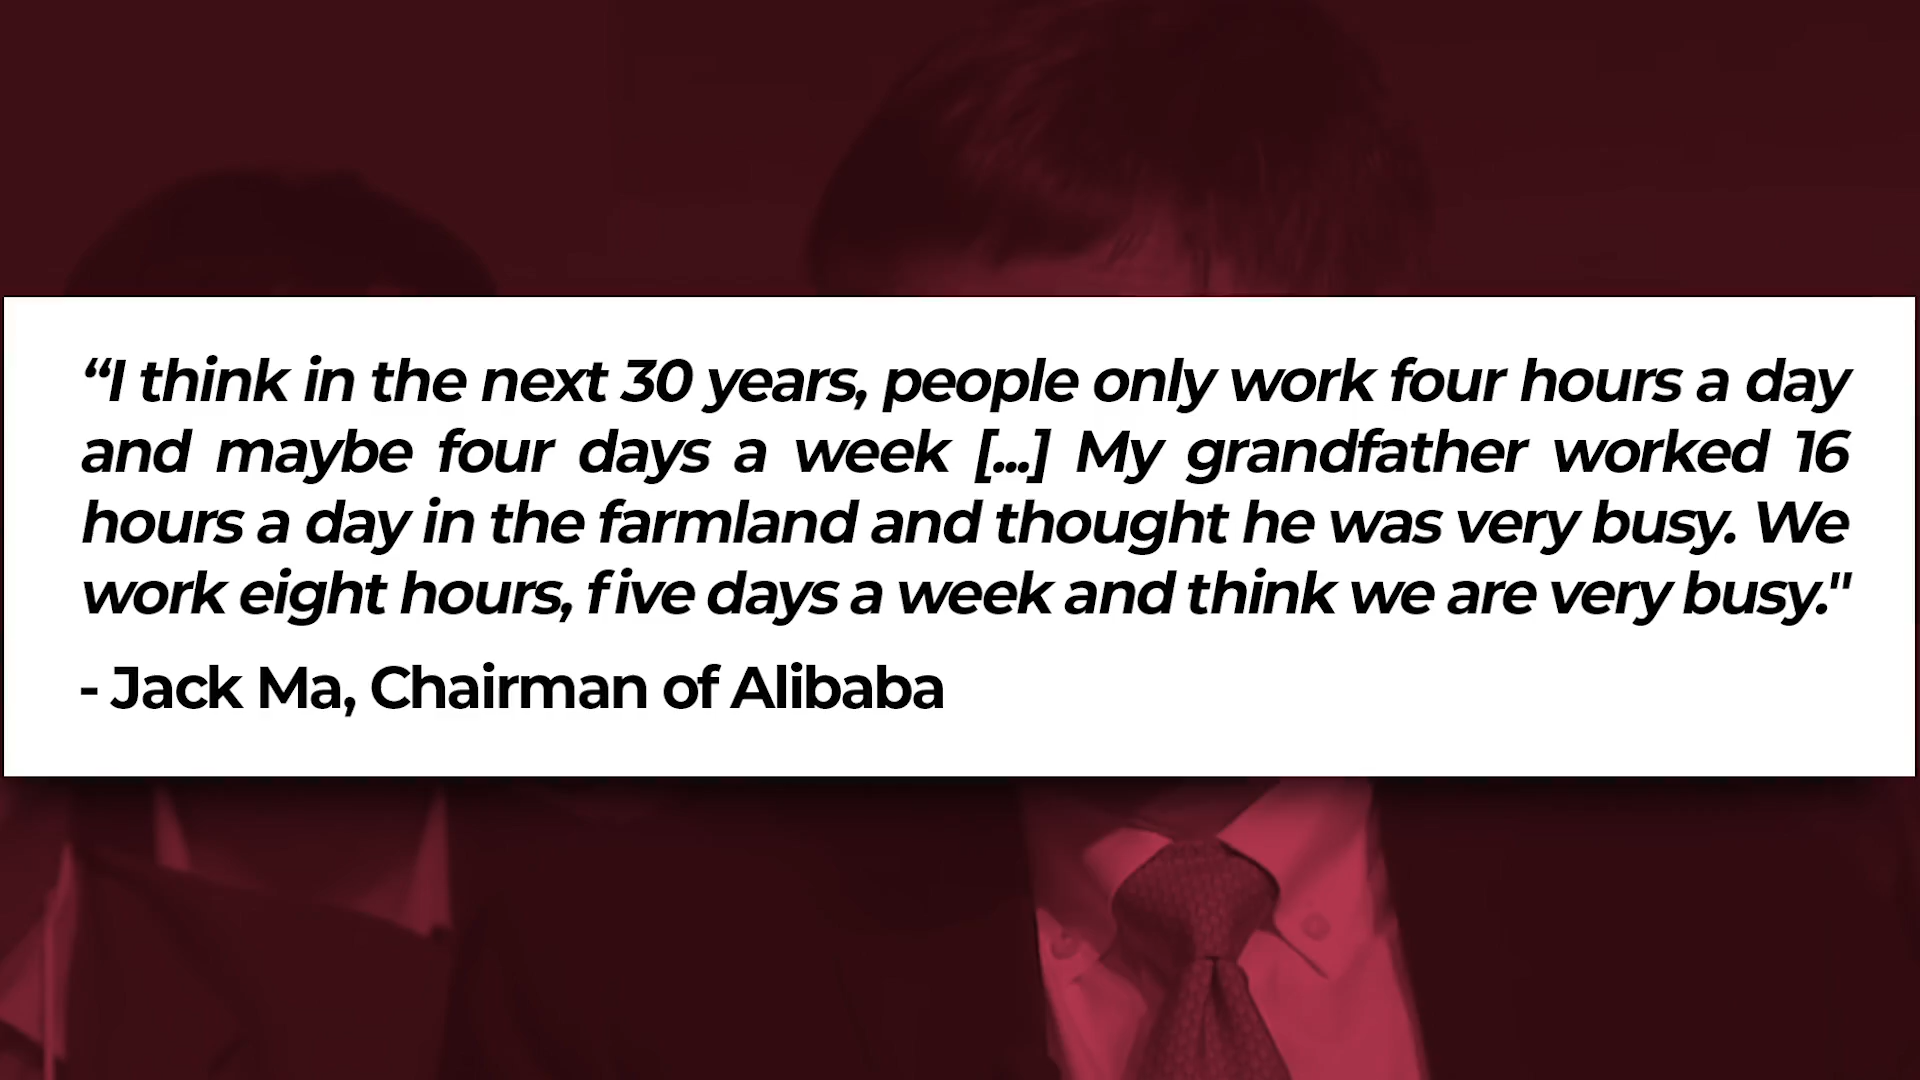 “I think in the next 30 years, people only work four hours a day
and maybe four days a week [...] My grandfather worked 16
hours a day in the farmland and thought he was very busy. We
work eight hours, five days a week and think we are very busy."
- Jack Ma, Chairman of Alibaba